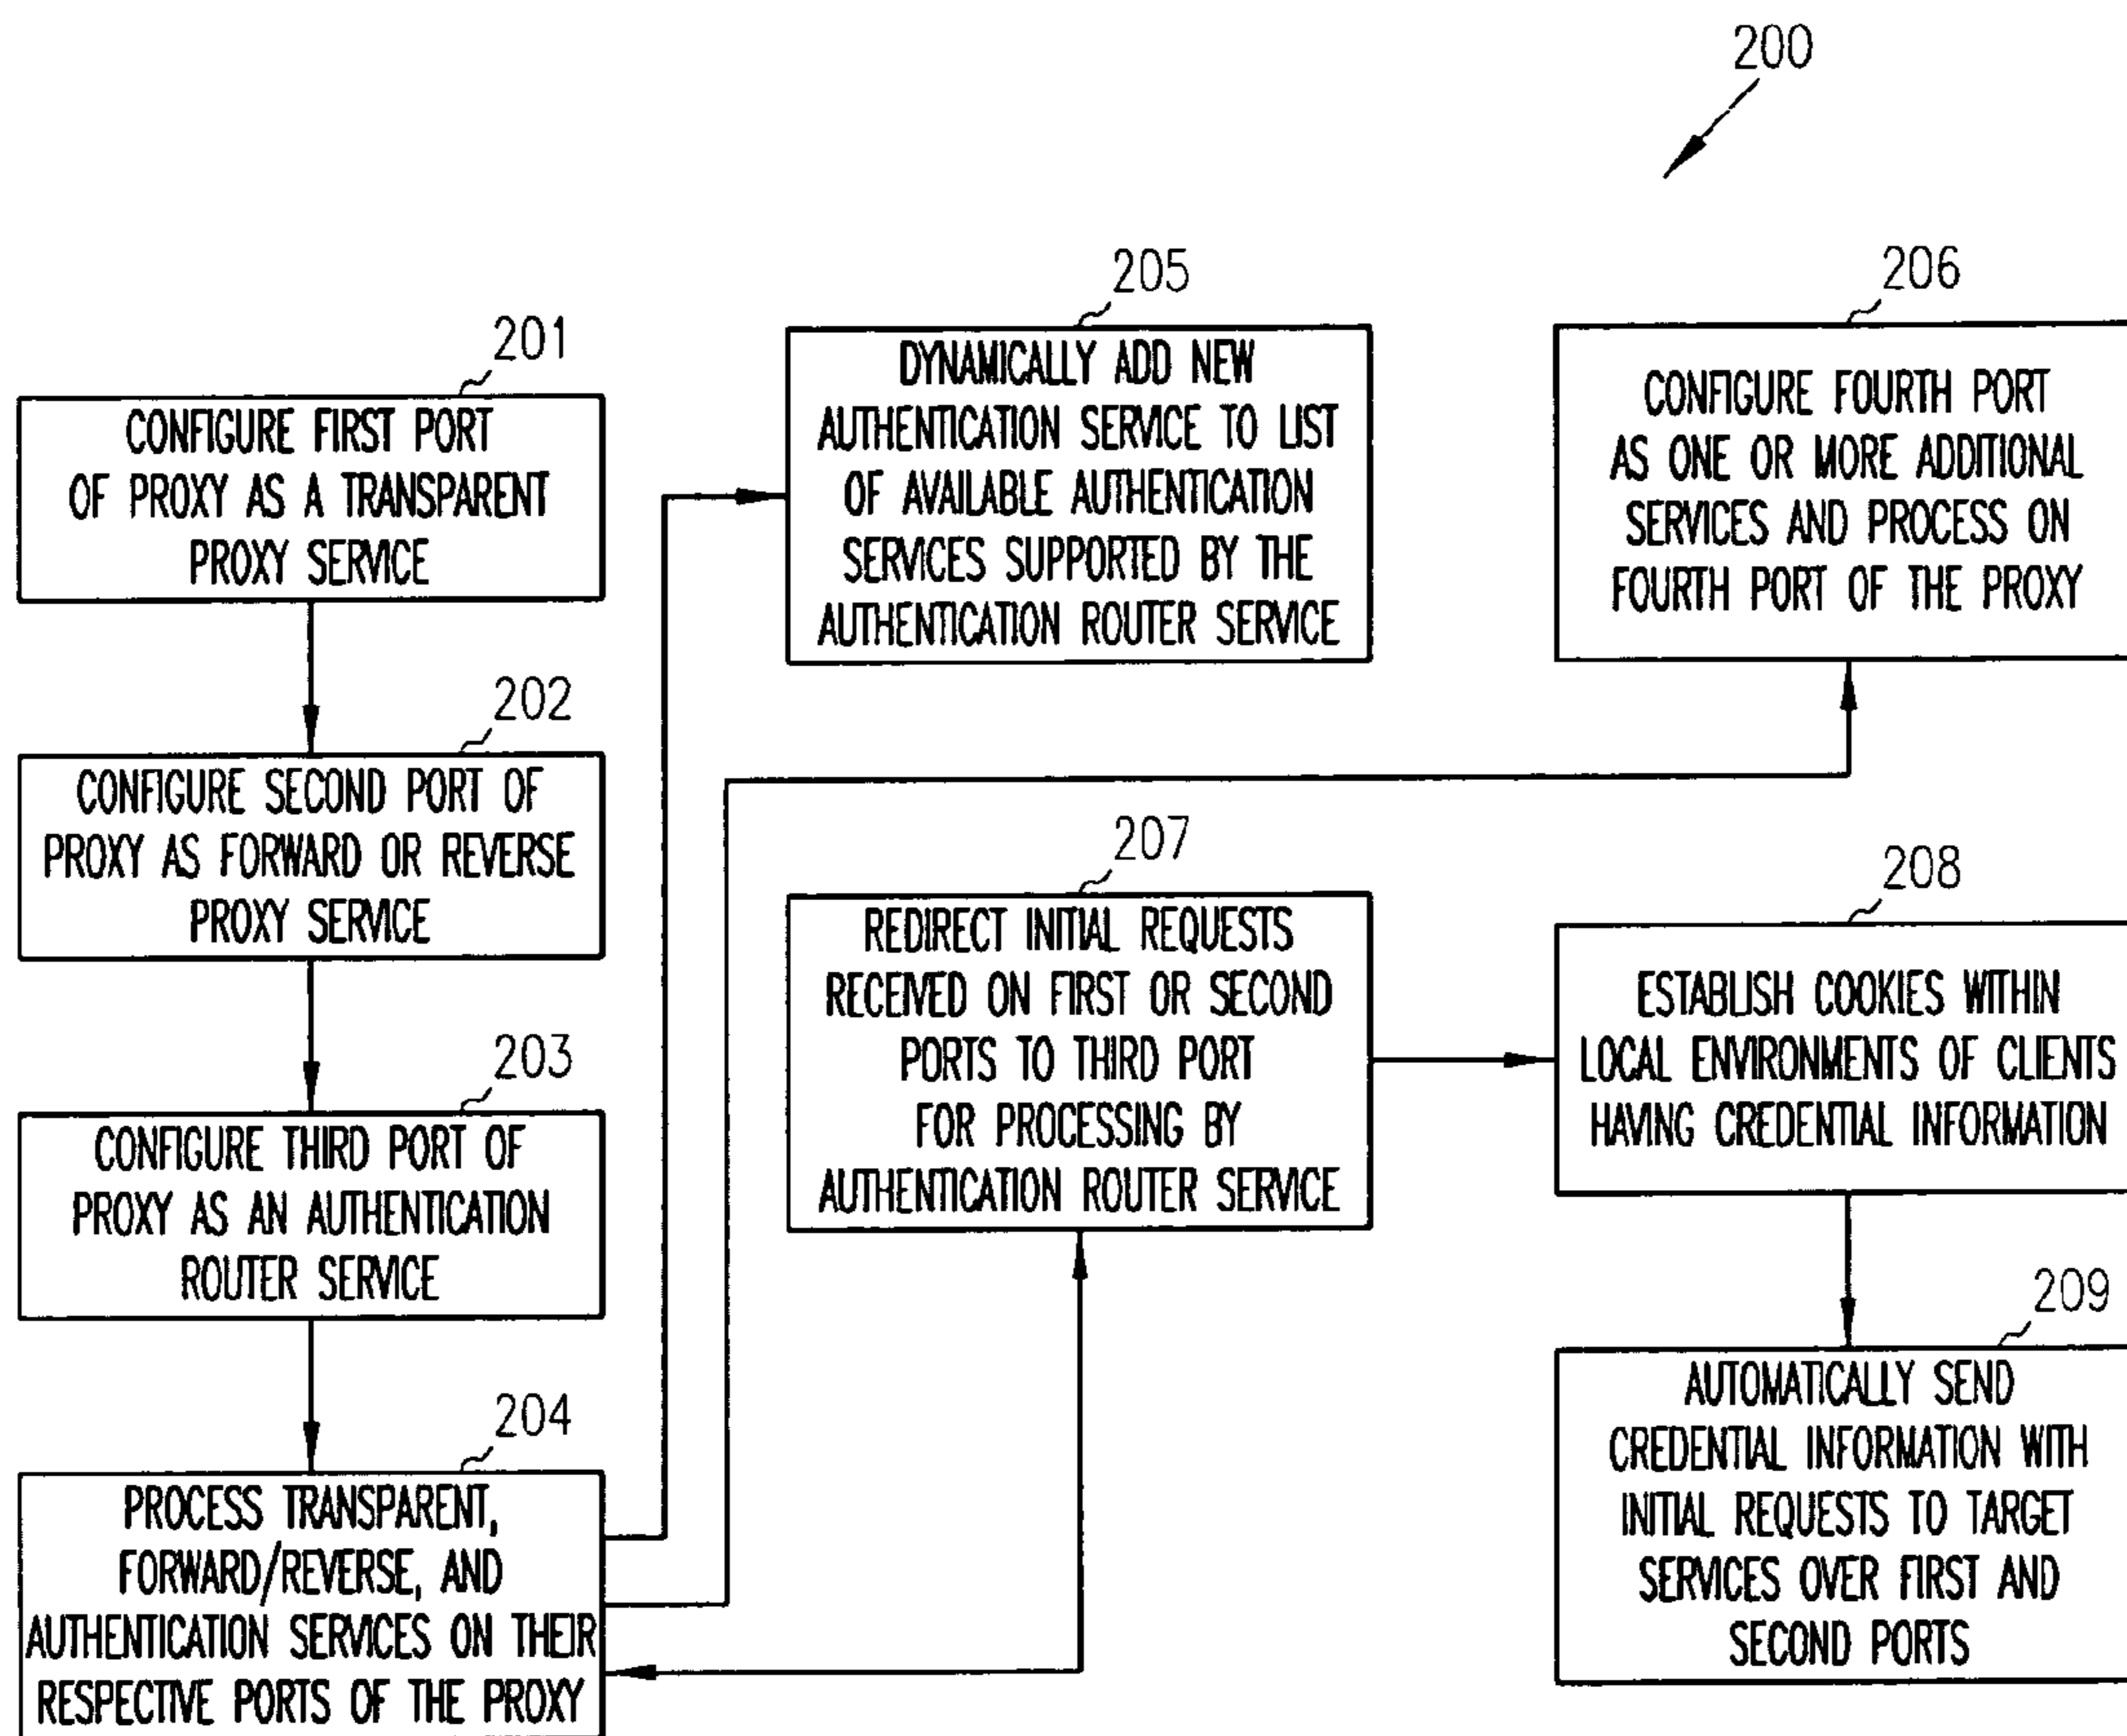 200
201
CONFIGURE FIRST PORT
OF PROXY AS A TRANSPARENT
PROXY SERVICE
202
CONFIGURE SECOND PORT OF
PROXY AS FORWARD OR REVERSE
PROXY SERVICE
203
CONFIGURE THIRD PORT OF
PROXY AS AN AUTHENTICATION
ROUTER SERVICE
204
PROCESS TRANSPARENT,
FORWARD/REVERSE, AND
AUTHENTICATION SERVICES ON THEIR
RESPECTIVE PORTS OF THE PROXY
205
DYNAMICALLY ADD NEW
AUTHENTICATION SERVICE TO LIST
OF AVAILABLE AUTHENTICATION
SERVICES SUPPORTED BY THE
AUTHENTICATION ROUTER SERVICE
206
CONFIGURE FOURTH PORT
AS ONE OR MORE ADDITIONAL
SERVICES AND PROCESS ON
FOURTH PORT OF THE PROXY
207
REDIRECT INITIAL REQUESTS
RECEIVED ON FIRST OR SECOND
PORTS TO THIRD PORT
FOR PROCESSING BY
AUTHENTICATION ROUTER SERVICE
208
ESTABLISH COOKIES WITHIN
LOCAL ENVIRONMENTS OF CLIENTS
HAVING CREDENTIAL INFORMATION
209
AUTOMATICALLY SEND
CREDENTIAL INFORMATION WITH
INITIAL REQUESTS TO TARGET
SERVICES OVER FIRST AND
SECOND PORTS